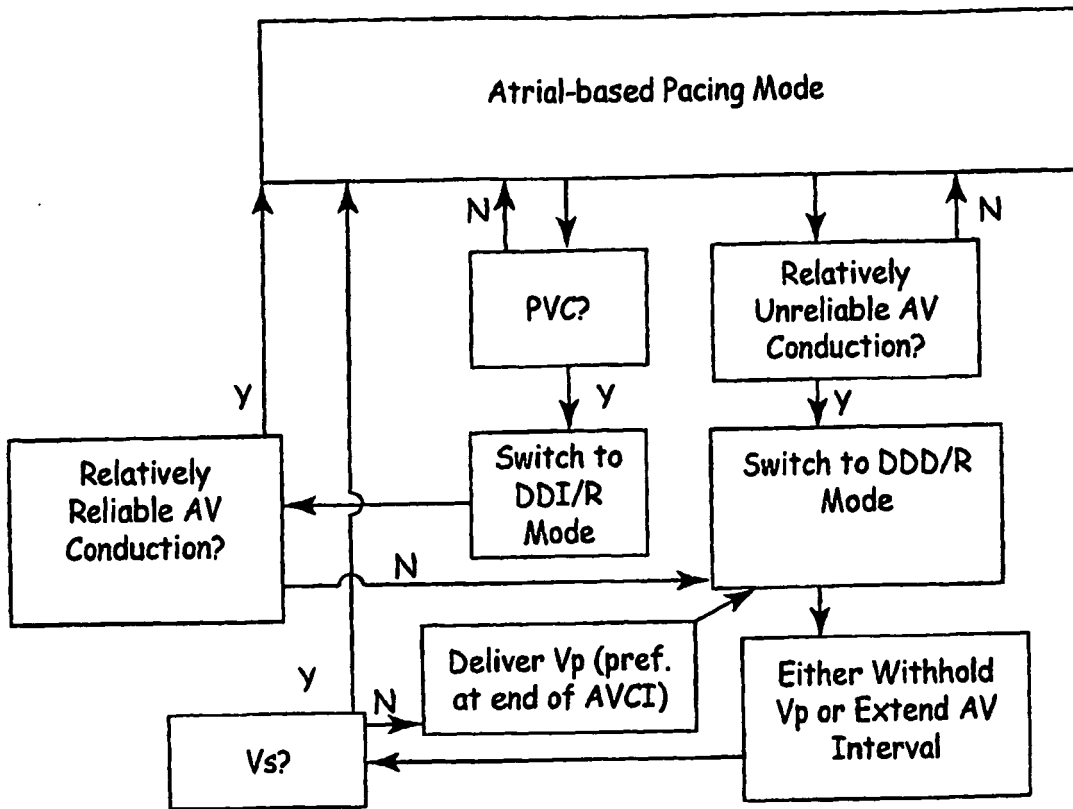 Atrial-based Pacing Mode
N
N
PVC?
Relatively
Unreliable AV
Conduction?
Y
Y
Y
Relatively
Reliable AV
Conduction?
Switch to
DDI/R
Mode
Switch to DDD/R
Mode
N
Deliver Vp (pref.
at end of AVCI)
Either Withhold
Vp or Extend AV
Interval
Y
N
Vs?